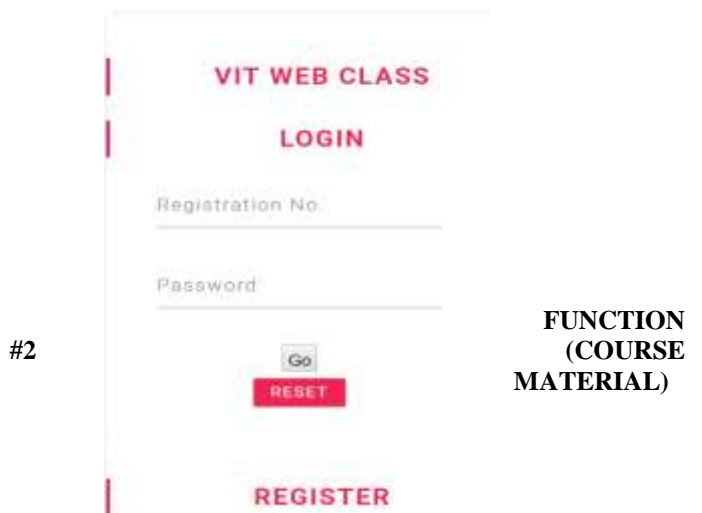 VIT WEB CLASS
LOGIN
Registration No
Password
Go
RESET
REGISTER
#2
FUNCTION
(COURSE
MATERIAL)